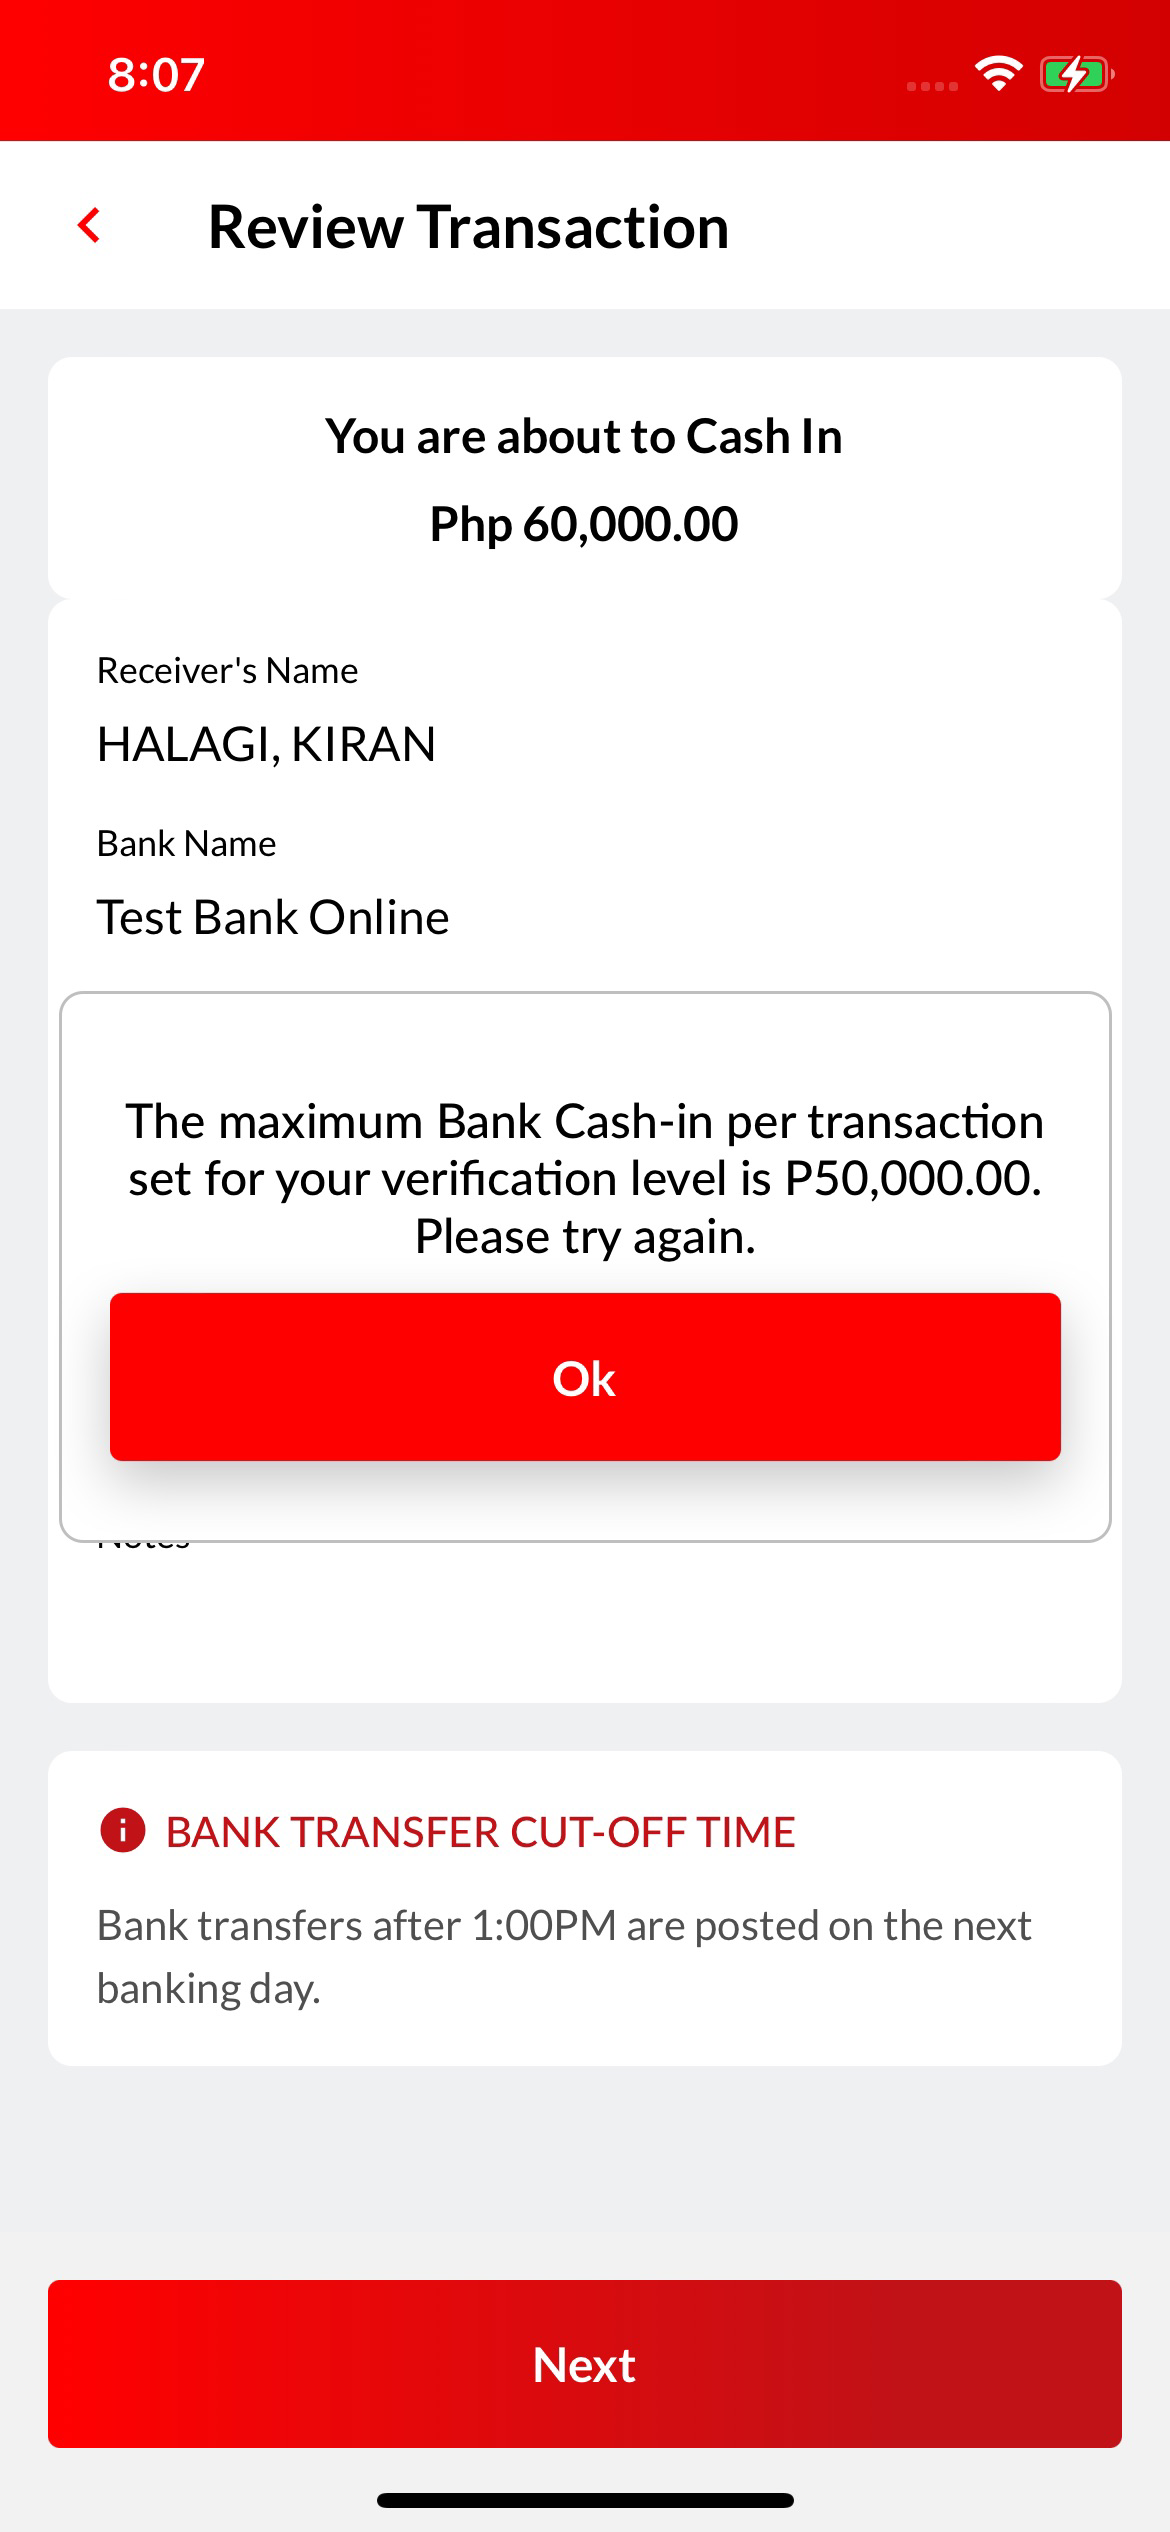 8:07
Review Transaction
You are about to Cash In
Php 60,000.00
Receiver's Name
HALAGI, KIRAN
Bank Name
Test Bank Online
The maximum Bank Cash-in per transaction
set for your verification level is P50,000.00.
Please try again.
Ok
Notes
BANK TRANSFER CUT-OFF TIME
Bank transfers after 1:00PM are posted on the next
banking day.
Next